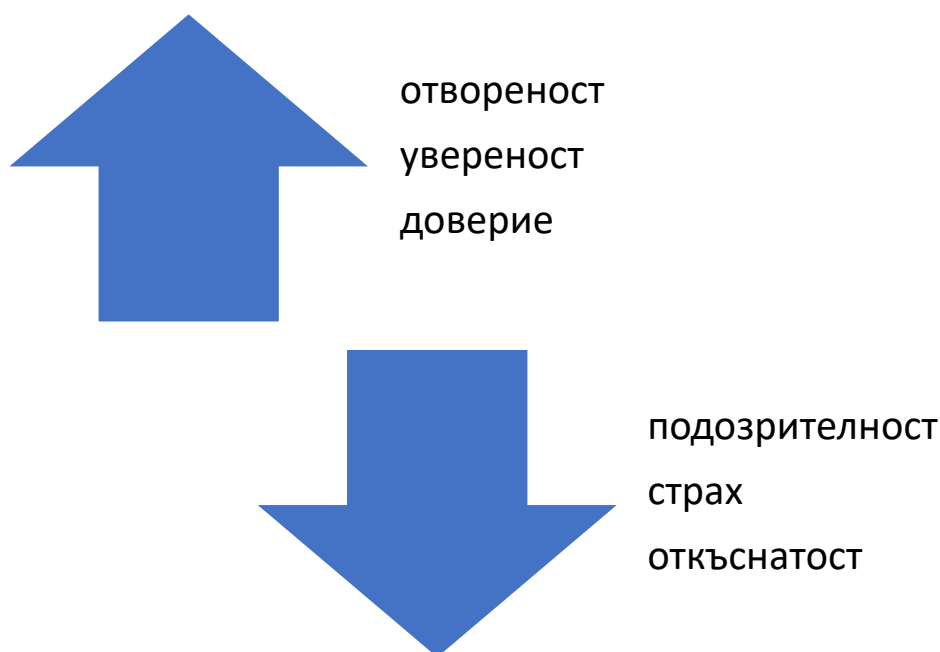 отвореност
увереност
доверие
подозрителност
страх
откъснатост